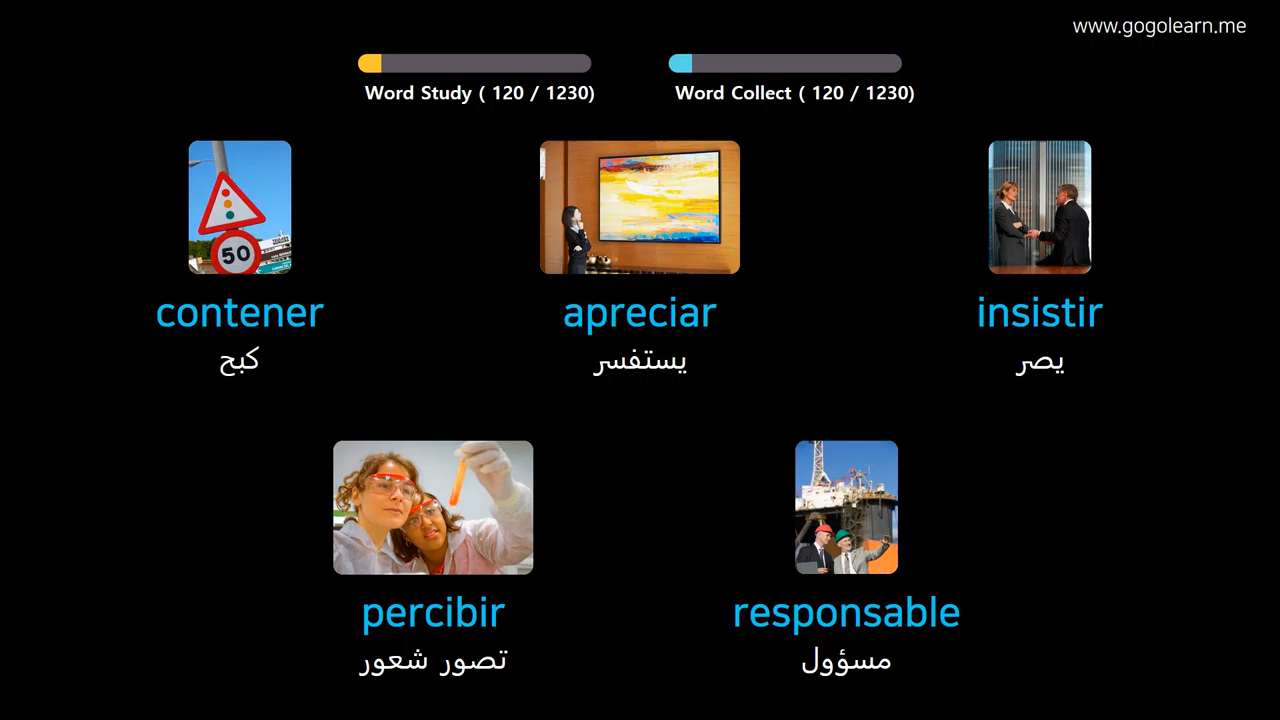 www.gogolearn.me
Word Study ( 120 / 1230)
Word Collect ( 120 / 1230)
50
contener
apreciar
insistir
كبح
يستفسر
يصر
percibir
responsable
تصور شعور
مسؤول